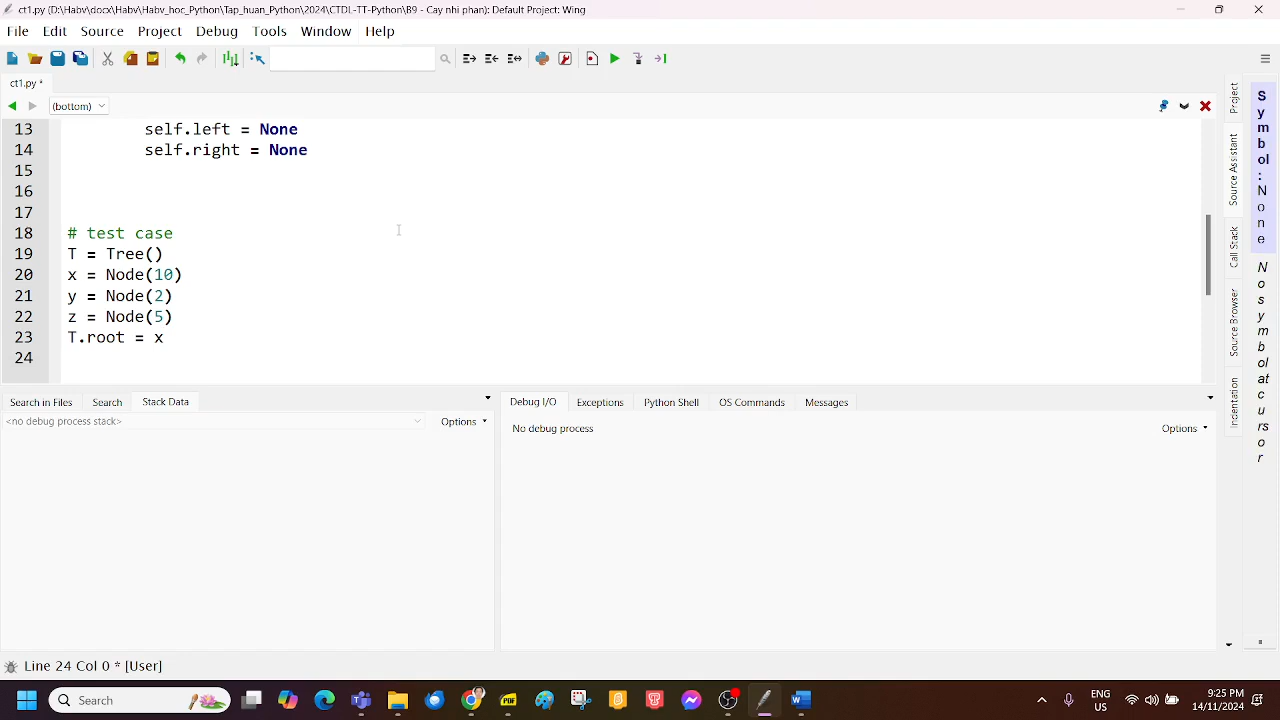 ct1.py (D:\Habv\docx\Habv\Habv_hoc_Python\Tap_huan_Python\2024\CTDL-TT-Python\B9 - Cay nhi phan): Default Project: Wing
File Edit Source Project Debug Tools Window Help
ct1.py *
(bottom)
13 self.left = None
14 self.right = None
15
16
17
18 # test case
19 T = Tree()
20 x = Node(10)
21 y = Node(2)
22 z = Node(5)
23 T.root = x
24
Project
Source Assistant
Call Stack
Source Browser
Indentation
Symbol: None
No symbol at cursor
Search in Files Search Stack Data
<no debug process stack> Options
Debug I/O Exceptions Python Shell OS Commands Messages
No debug process Options
Line 24 Col 0 * [User]
Search
PDF
ENG
US
9:25 PM
14/11/2024